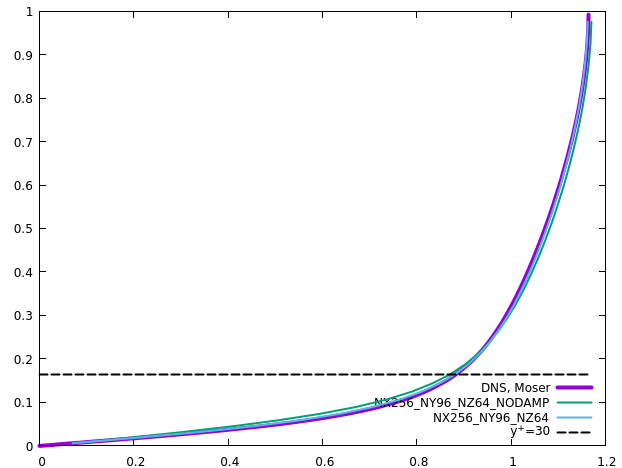 1
0.9
0.8
0.7
0.6
0.5
0.4
0.3
0.2
0.1
0
DNS, Moser
NX256_NY96_NZ64_NODAMP
NX256_NY96_NZ64
y⁺=30
0 0.2 0.4 0.6 0.8 1 1.2